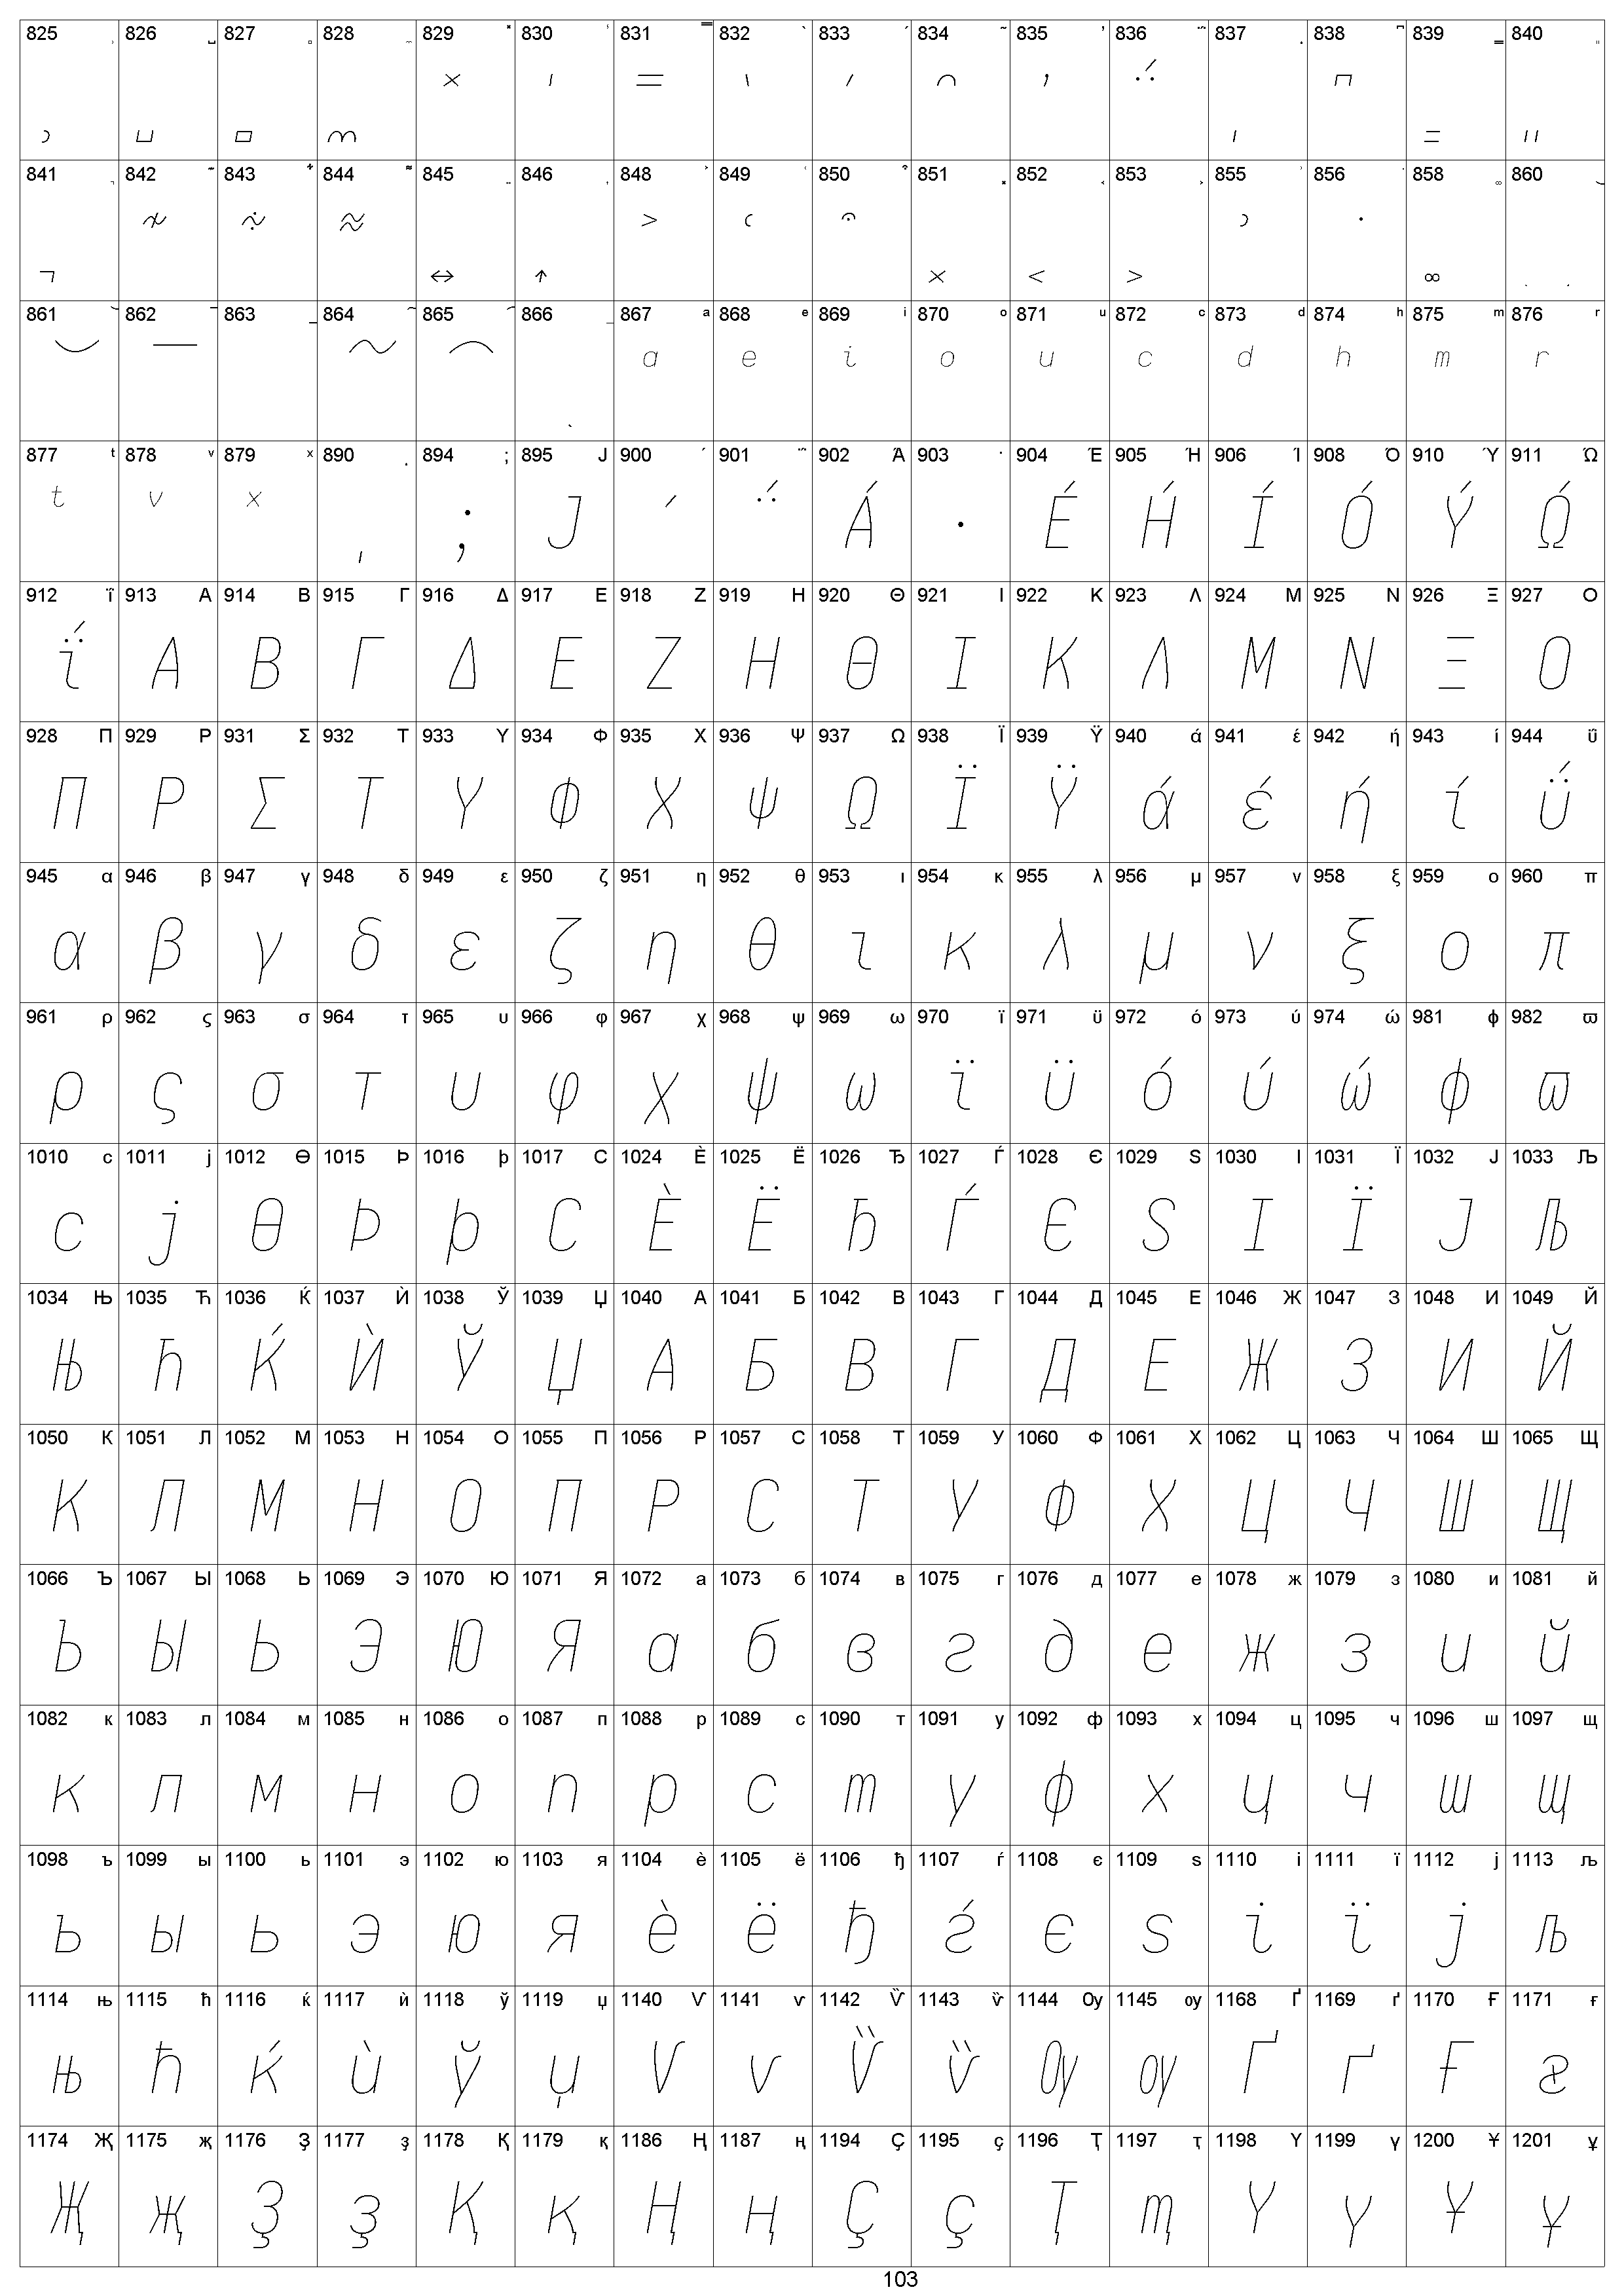 825 826 827 828 829 830 831 832 833 834 835 836 837 838 839 840
841 842 843 844 845 846 848 849 850 851 852 853 855 856 858 860
861 862 863 864 865 866 867 a 868 e 869 i 870 o 871 u 872 c 873 d 874 h 875 m 876 r
a e i o u c d h m r
877 t 878 v 879 x 890 ͺ 894 ; 895 Ϳ 900 ΄ 901 ΅ 902 Ά 903 · 904 Έ 905 Ή 906 Ί 908 Ό 910 Ύ 911 Ώ
t v x ͺ ; Ϳ ΄ ΅ Ά · Έ Ή Ί Ό Ύ Ώ
912 ΐ 913 Α 914 Β 915 Γ 916 Δ 917 Ε 918 Ζ 919 Η 920 Θ 921 Ι 922 Κ 923 Λ 924 Μ 925 Ν 926 Ξ 927 Ο
ΐ Α Β Γ Δ Ε Ζ Η Θ Ι Κ Λ Μ Ν Ξ Ο
928 Π 929 Ρ 931 Σ 932 Τ 933 Υ 934 Φ 935 Χ 936 Ψ 937 Ω 938 Ϊ 939 Ϋ 940 ά 941 έ 942 ή 943 ί 944 ΰ
Π Ρ Σ Τ Υ Φ Χ Ψ Ω Ϊ Ϋ ά έ ή ί ΰ
945 α 946 β 947 γ 948 δ 949 ε 950 ζ 951 η 952 θ 953 ι 954 κ 955 λ 956 μ 957 ν 958 ξ 959 ο 960 π
α β γ δ ε ζ η θ ι κ λ μ ν ξ ο π
961 ρ 962 ς 963 σ 964 τ 965 υ 966 φ 967 χ 968 ψ 969 ω 970 ϊ 971 ϋ 972 ό 973 ύ 974 ώ 981 ϕ 982 ϖ
ρ ς σ τ υ φ χ ψ ω ϊ ϋ ό ύ ώ ϕ ϖ
1010 ϲ 1011 ϳ 1012 ϴ 1015 Ϸ 1016 ϸ 1017 Ϲ 1024 Ѐ 1025 Ё 1026 Ђ 1027 Ѓ 1028 Є 1029 Ѕ 1030 І 1031 Ї 1032 Ј 1033 Љ
ϲ ϳ ϴ Ϸ ϸ Ϲ Ѐ Ё Ђ Ѓ Є Ѕ І Ї Ј Љ
1034 Њ 1035 Ћ 1036 Ќ 1037 Ѝ 1038 Ў 1039 Џ 1040 А 1041 Б 1042 В 1043 Г 1044 Д 1045 Е 1046 Ж 1047 З 1048 И 1049 Й
Њ Ћ Ќ Ѝ Ў Џ А Б В Г Д Е Ж З И Й
1050 К 1051 Л 1052 М 1053 Н 1054 О 1055 П 1056 Р 1057 С 1058 Т 1059 У 1060 Ф 1061 Х 1062 Ц 1063 Ч 1064 Ш 1065 Щ
К Л М Н О П Р С Т У Ф Х Ц Ч Ш Щ
1066 Ъ 1067 Ы 1068 Ь 1069 Э 1070 Ю 1071 Я 1072 а 1073 б 1074 в 1075 г 1076 д 1077 е 1078 ж 1079 з 1080 и 1081 й
Ъ Ы Ь Э Ю Я а б в г д е ж з и й
1082 к 1083 л 1084 м 1085 н 1086 о 1087 п 1088 р 1089 с 1090 т 1091 у 1092 ф 1093 х 1094 ц 1095 ч 1096 ш 1097 щ
к л м н о п р с т у ф х ц ч ш щ
1098 ъ 1099 ы 1100 ь 1101 э 1102 ю 1103 я 1104 ѐ 1105 ё 1106 ђ 1107 ѓ 1108 є 1109 ѕ 1110 і 1111 ї 1112 ј 1113 љ
ъ ы ь э ю я ѐ ё ђ ѓ є ѕ і ї ј љ
1114 њ 1115 ћ 1116 ќ 1117 ѝ 1118 ў 1119 џ 1140 Ѵ 1141 ѵ 1142 Ѷ 1143 ѷ 1144 Ѹ 1145 ѹ 1168 Ґ 1169 ґ 1170 Ғ 1171 ғ
њ ћ ќ ѝ ў џ Ѵ ѵ Ѷ ѷ Ѹ ѹ Ґ ґ Ғ ғ
1174 Җ 1175 җ 1176 Ҙ 1177 ҙ 1178 Қ 1179 қ 1186 Ң 1187 ң 1194 Ҫ 1195 ҫ 1196 Ҭ 1197 ҭ 1198 Ү 1199 ү 1200 Ұ 1201 ұ
Җ җ Ҙ ҙ Қ қ Ң ң Ҫ ҫ Ҭ ҭ Ү ү Ұ ұ
103